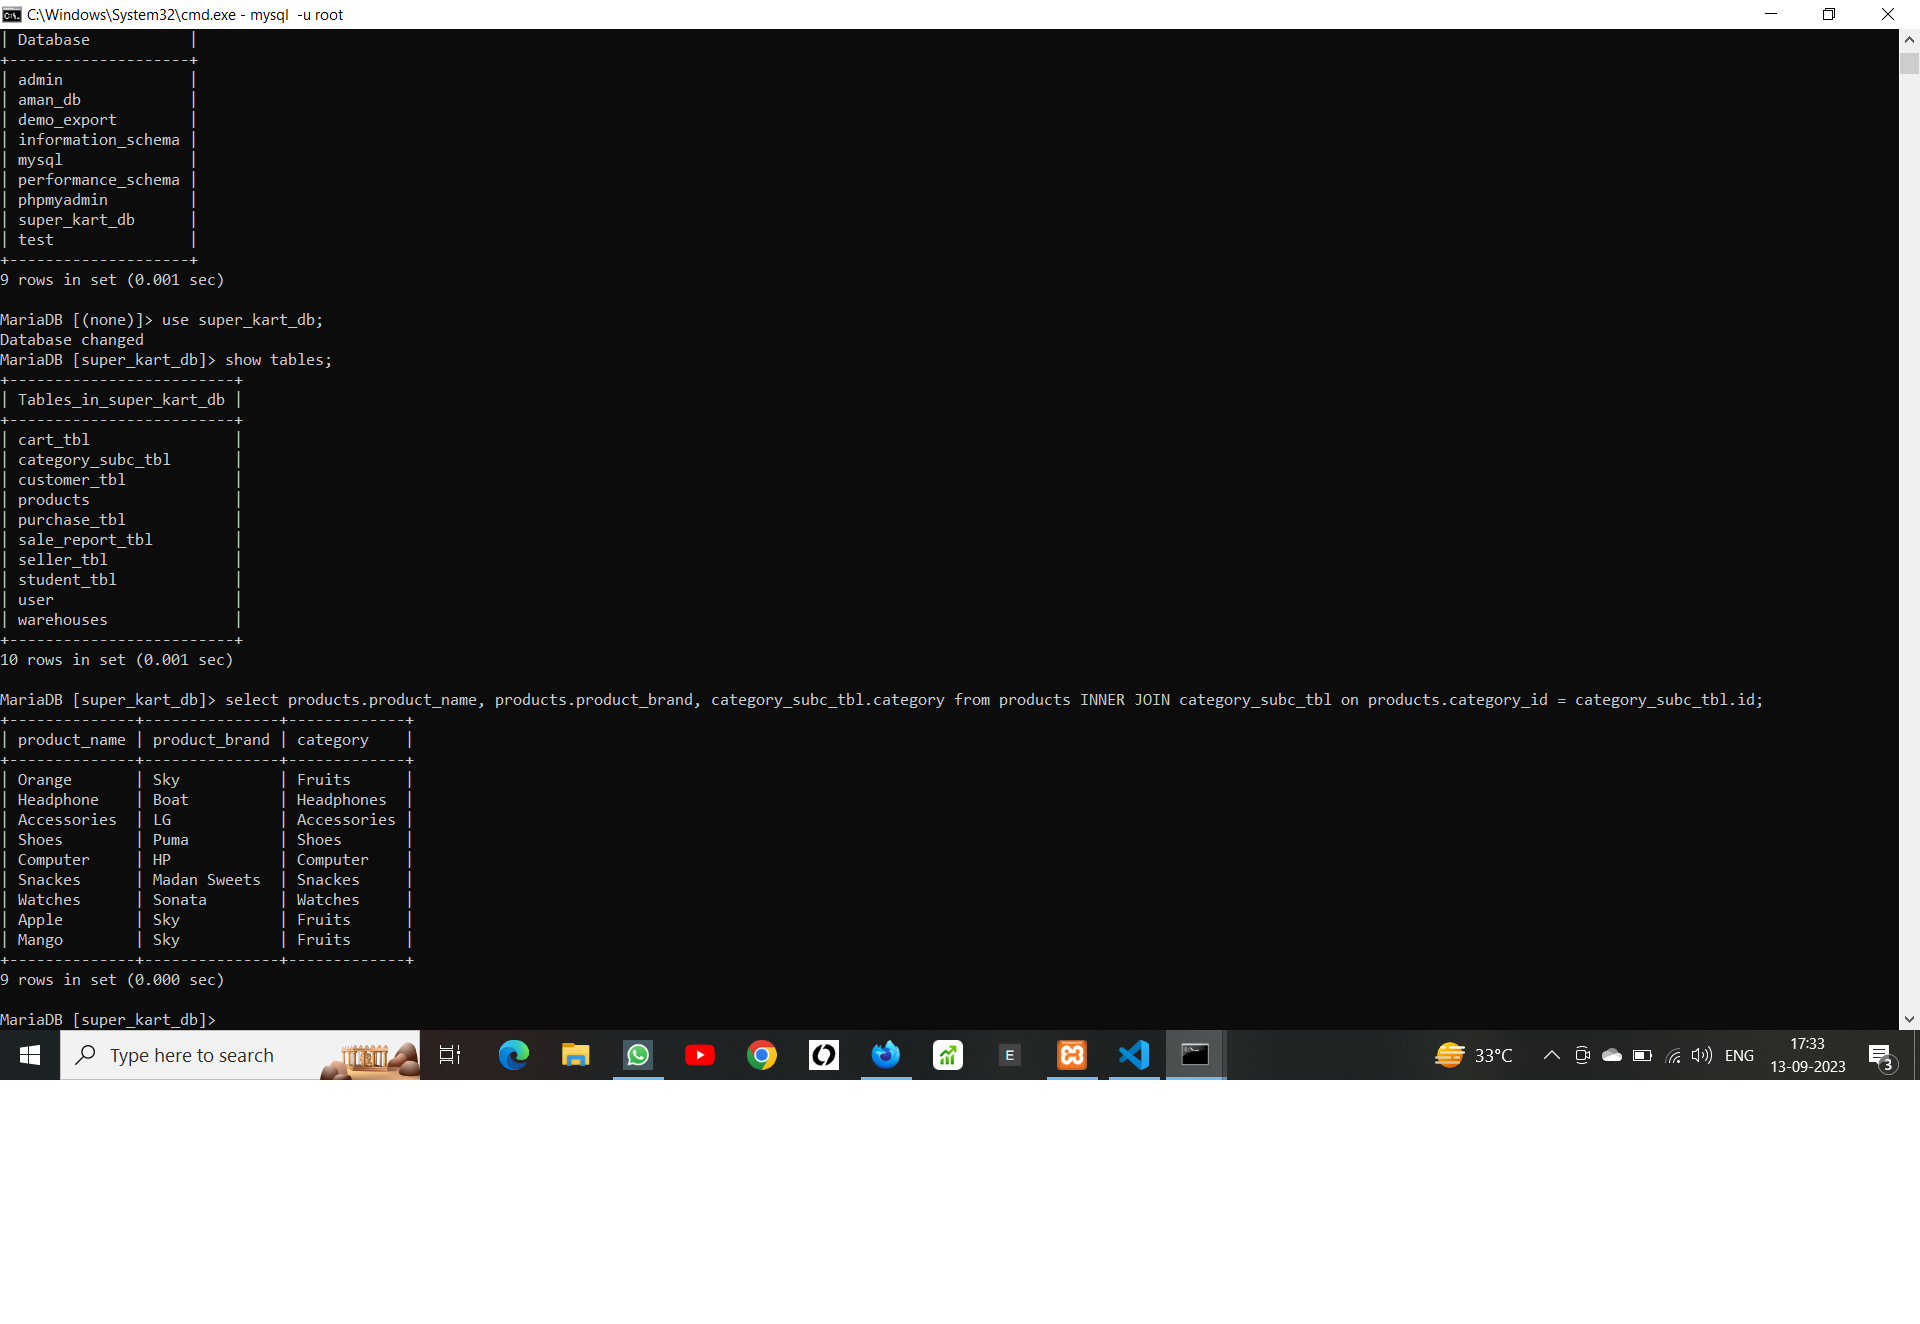 C:\Windows\System32\cmd.exe - mysql  -u root
| Database           |
+--------------------+
| admin              |
| aman_db            |
| demo_export        |
| information_schema |
| mysql              |
| performance_schema |
| phpmyadmin         |
| super_kart_db      |
| test               |
+--------------------+
9 rows in set (0.001 sec)

MariaDB [(none)]> use super_kart_db;
Database changed
MariaDB [super_kart_db]> show tables;
+-------------------------+
| Tables_in_super_kart_db |
+-------------------------+
| cart_tbl                |
| category_subc_tbl       |
| customer_tbl            |
| products                |
| purchase_tbl            |
| sale_report_tbl         |
| seller_tbl              |
| student_tbl             |
| user                    |
| warehouses              |
+-------------------------+
10 rows in set (0.001 sec)

MariaDB [super_kart_db]> select products.product_name, products.product_brand, category_subc_tbl.category from products INNER JOIN category_subc_tbl on products.category_id = category_subc_tbl.id;
+--------------+---------------+-------------+
| product_name | product_brand | category    |
+--------------+---------------+-------------+
| Orange       | Sky           | Fruits      |
| Headphone    | Boat          | Headphones  |
| Accessories  | LG            | Accessories |
| Shoes        | Puma          | Shoes       |
| Computer     | HP            | Computer    |
| Snackes      | Madan Sweets  | Snackes     |
| Watches      | Sonata        | Watches     |
| Apple        | Sky           | Fruits      |
| Mango        | Sky           | Fruits      |
+--------------+---------------+-------------+
9 rows in set (0.000 sec)

MariaDB [super_kart_db]>
Type here to search
E
33°C
ENG
17:33
13-09-2023
3